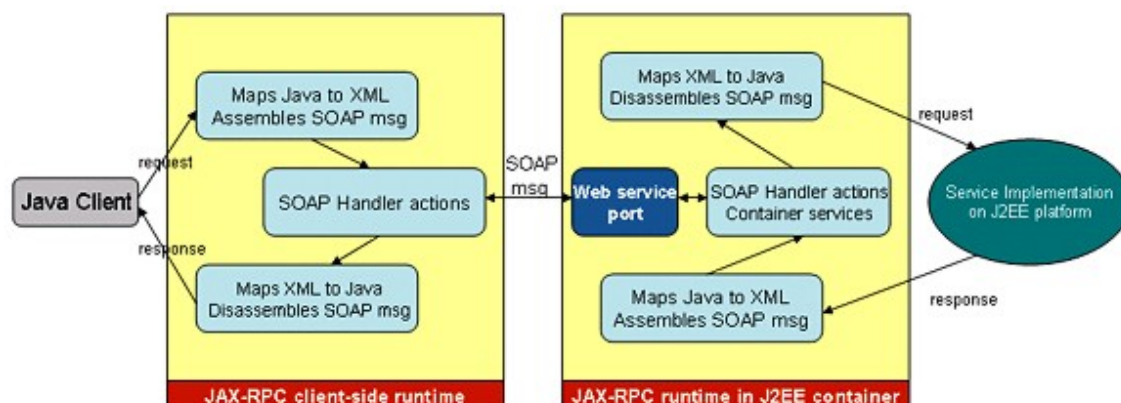 Java Client
request
response
Maps Java to XML
Assembles SOAP msg
SOAP Handler actions
Maps XML to Java
Disassembles SOAP msg
JAX-RPC client-side runtime
SOAP
msg
Web service
port
Maps XML to Java
Disassembles SOAP msg
SOAP Handler actions
Container services
Maps Java to XML
Assembles SOAP msg
JAX-RPC runtime in J2EE container
request
Service Implementation
on J2EE platform
response